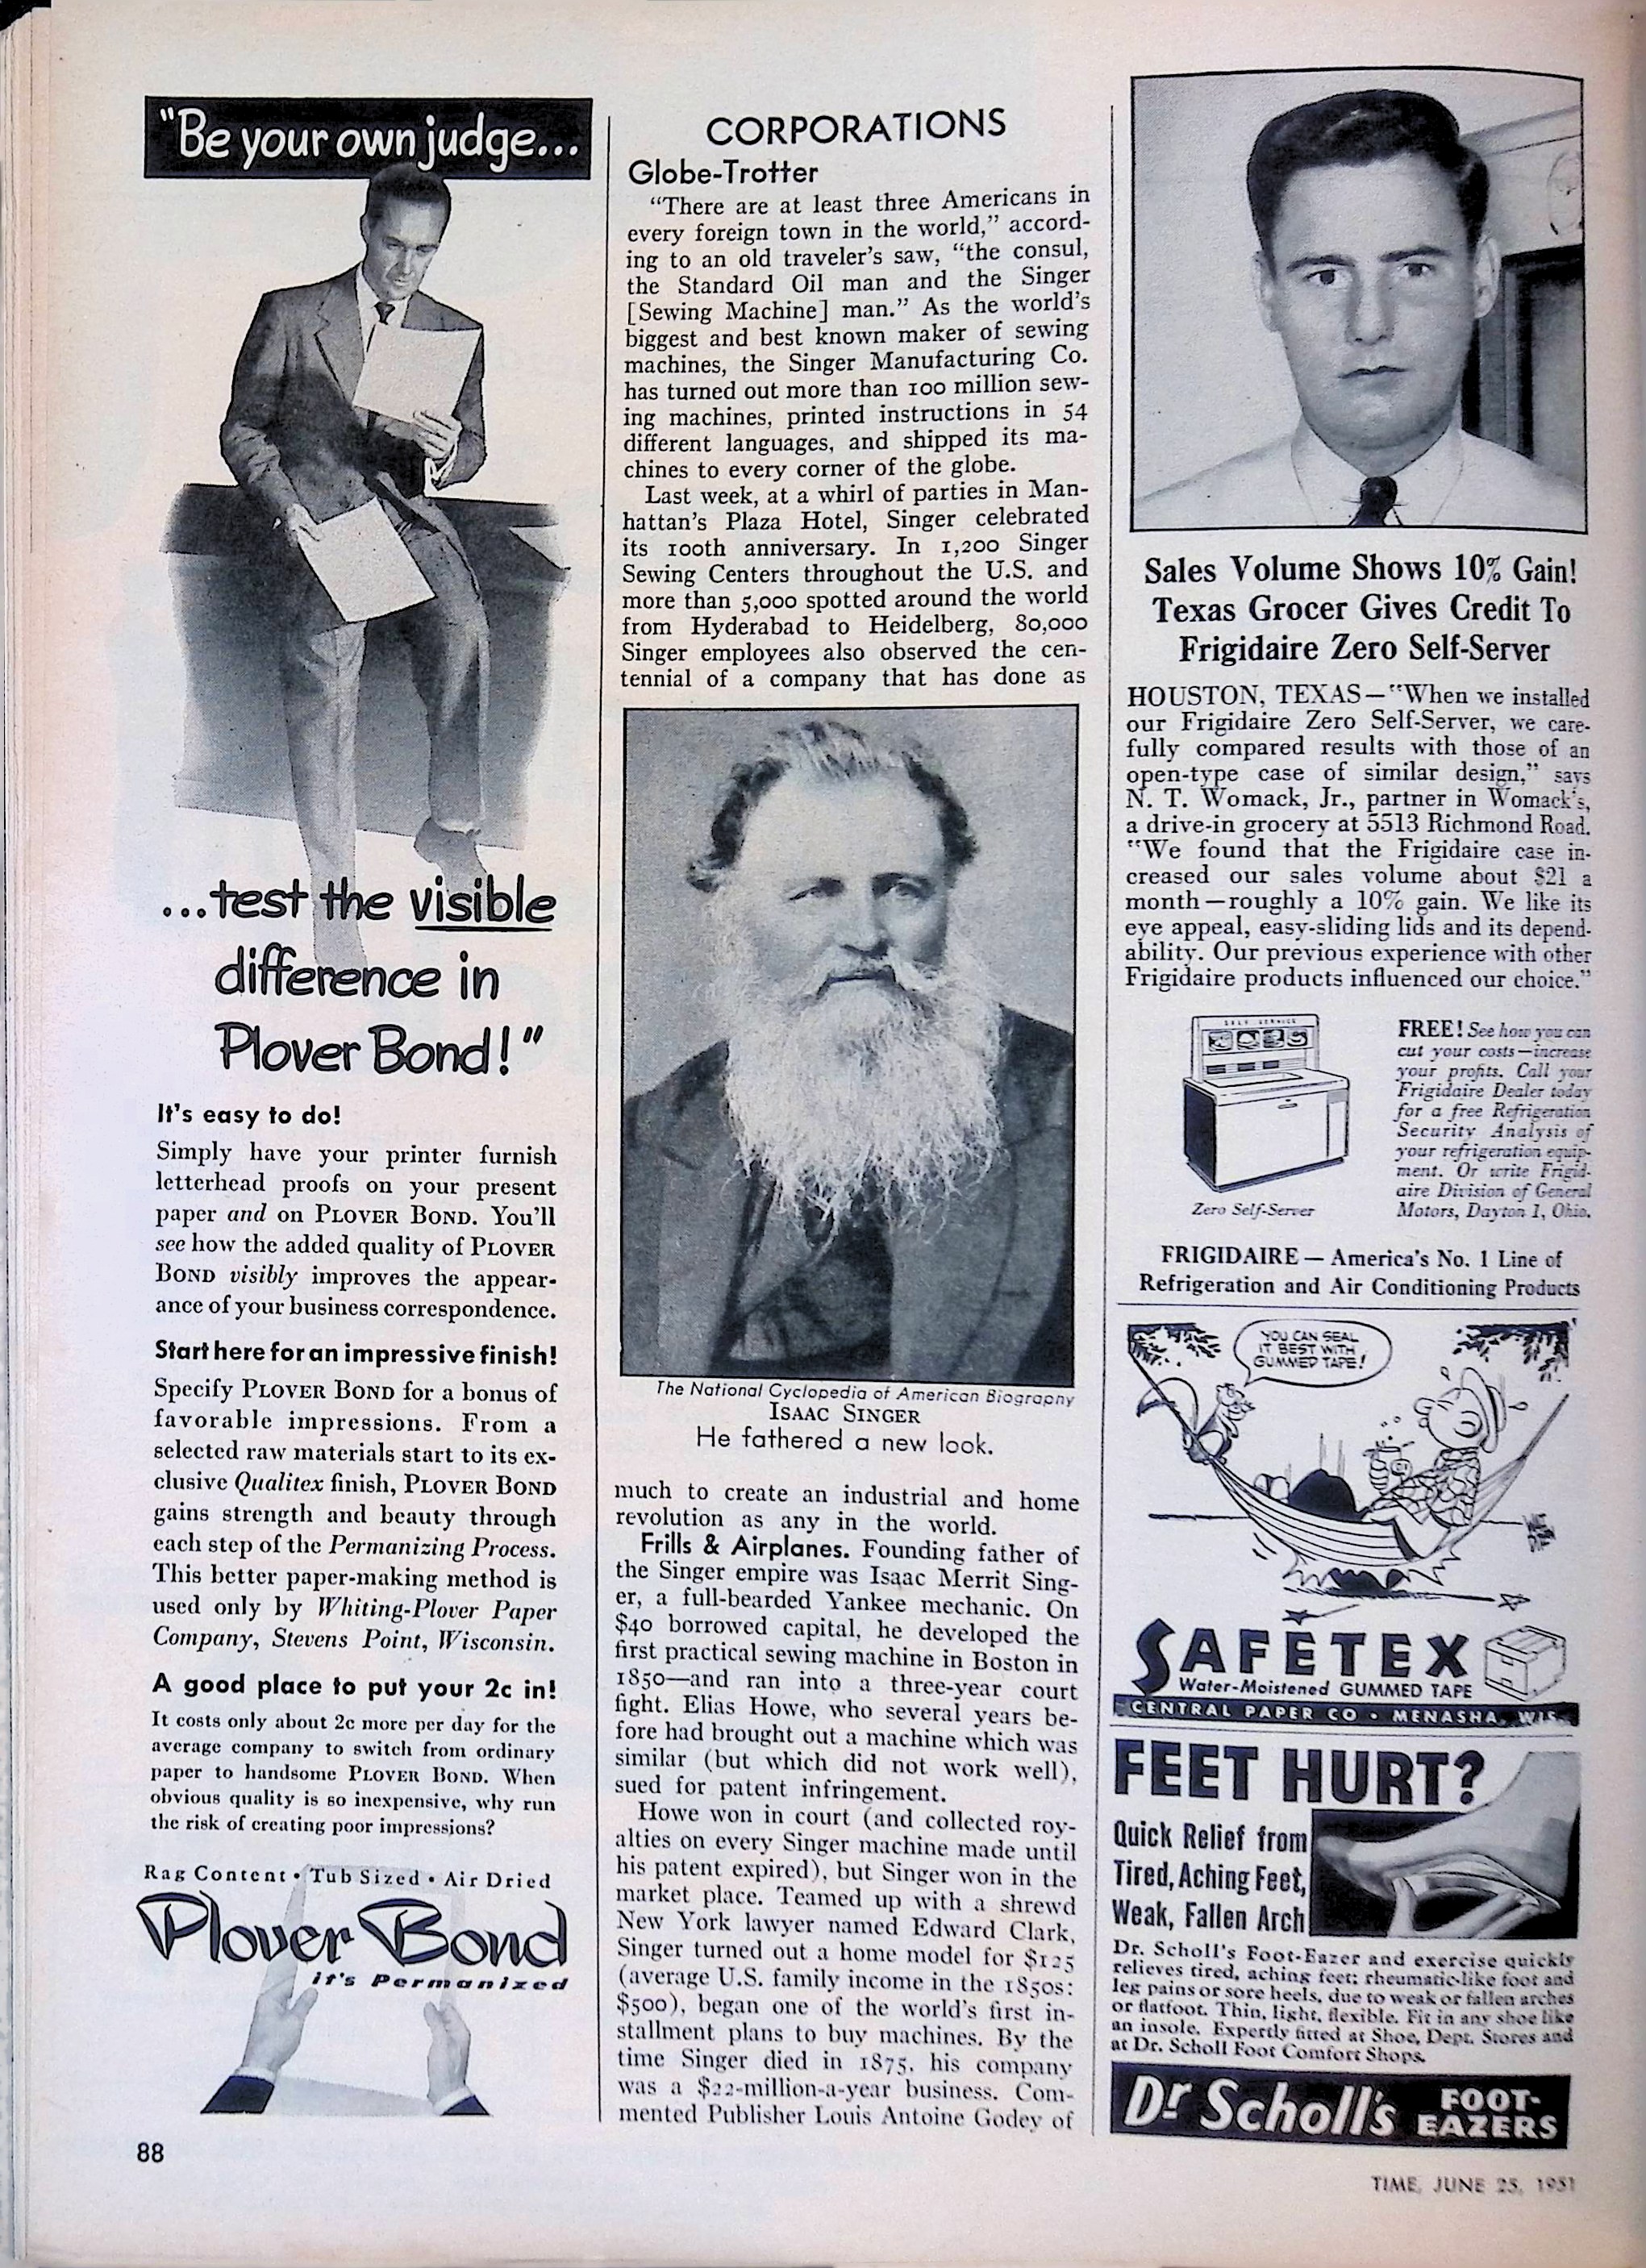 "Be your own judge...
...test the visible
difference in
Plover Bond!"
It's easy to do!
Simply have your printer furnish
letterhead proofs on your present
paper and on PLOVER BOND. You'll
see how the added quality of PLOVER
BOND visibly improves the appear-
ance of your business correspondence.
Start here for an impressive finish!
Specify PLOVER BOND for a bonus of
favorable impressions. From a
selected raw materials start to its ex-
clusive Qualitex finish, PLOVER BOND
gains strength and beauty through
each step of the Permanizing Process.
This better paper-making method is
used only by Whiting-Plover Paper
Company, Stevens Point, Wisconsin.
A good place to put your 2c in!
It costs only about 2c more per day for the
average company to switch from ordinary
paper to handsome PLOVER BOND. When
obvious quality is so inexpensive, why run
the risk of creating poor impressions?
Rag Content • Tub Sized • Air Dried
Plover Bond
it's Permanized
88
CORPORATIONS
Globe-Trotter
"There are at least three Americans in
every foreign town in the world," accord-
ing to an old traveler's saw, "the consul,
the Standard Oil man and the Singer
[Sewing Machine] man." As the world's
biggest and best known maker of sewing
machines, the Singer Manufacturing Co.
has turned out more than 100 million sew-
ing machines, printed instructions in 54
different languages, and shipped its ma-
chines to every corner of the globe.
Last week, at a whirl of parties in Man-
hattan's Plaza Hotel, Singer celebrated
its 100th anniversary. In 1,200 Singer
Sewing Centers throughout the U.S. and
more than 5,000 spotted around the world
from Hyderabad to Heidelberg, 80,000
Singer employees also observed the cen-
tennial of a company that has done as
The National Cyclopedia of American Biography
ISAAC SINGER
He fathered a new look.
much to create an industrial and home
revolution as any in the world.
Frills & Airplanes. Founding father of
the Singer empire was Isaac Merrit Sing-
er, a full-bearded Yankee mechanic. On
$40 borrowed capital, he developed the
first practical sewing machine in Boston in
1850—and ran into a three-year court
fight. Elias Howe, who several years be-
fore had brought out a machine which was
similar (but which did not work well),
sued for patent infringement.
Howe won in court (and collected roy-
alties on every Singer machine made until
his patent expired), but Singer won in the
market place. Teamed up with a shrewd
New York lawyer named Edward Clark,
Singer turned out a home model for $125
(average U.S. family income in the 1850s:
$500), began one of the world's first in-
stallment plans to buy machines. By the
time Singer died in 1875, his company
was a $22-million-a-year business. Com-
mented Publisher Louis Antoine Godey of
Sales Volume Shows 10% Gain!
Texas Grocer Gives Credit To
Frigidaire Zero Self-Server
HOUSTON, TEXAS—"When we installed
our Frigidaire Zero Self-Server, we care-
fully compared results with those of an
open-type case of similar design," says
N. T. Womack, Jr., partner in Womack's,
a drive-in grocery at 5513 Richmond Road.
"We found that the Frigidaire case in-
creased our sales volume about $21 a
month—roughly a 10% gain. We like its
eye appeal, easy-sliding lids and its depend-
ability. Our previous experience with other
Frigidaire products influenced our choice."
SELF SERVICE
Zero Self-Server
FREE! See how you can
cut your costs—increase
your profits. Call your
Frigidaire Dealer today
for a free Refrigeration
Security Analysis of
your refrigeration equip-
ment. Or write Frigid-
aire Division of General
Motors, Dayton 1, Ohio.
FRIGIDAIRE — America's No. 1 Line of
Refrigeration and Air Conditioning Products
YOU CAN SEAL
IT BEST WITH
GUMMED TAPE!
SAFETEX
Water-Moistened GUMMED TAPE
CENTRAL PAPER CO • MENASHA, WIS.
FEET HURT?
Quick Relief from
Tired, Aching Feet,
Weak, Fallen Arch
Dr. Scholl's Foot-Eazer and exercise quickly
relieves tired, aching feet; rheumatic-like foot and
leg pains or sore heels, due to weak or fallen arches
or flatfoot. Thin, light, flexible. Fit in any shoe like
an insole. Expertly fitted at Shoe, Dept. Stores and
at Dr. Scholl Foot Comfort Shops.
Dr Scholl's FOOT-
EAZERS
TIME, JUNE 25, 1951